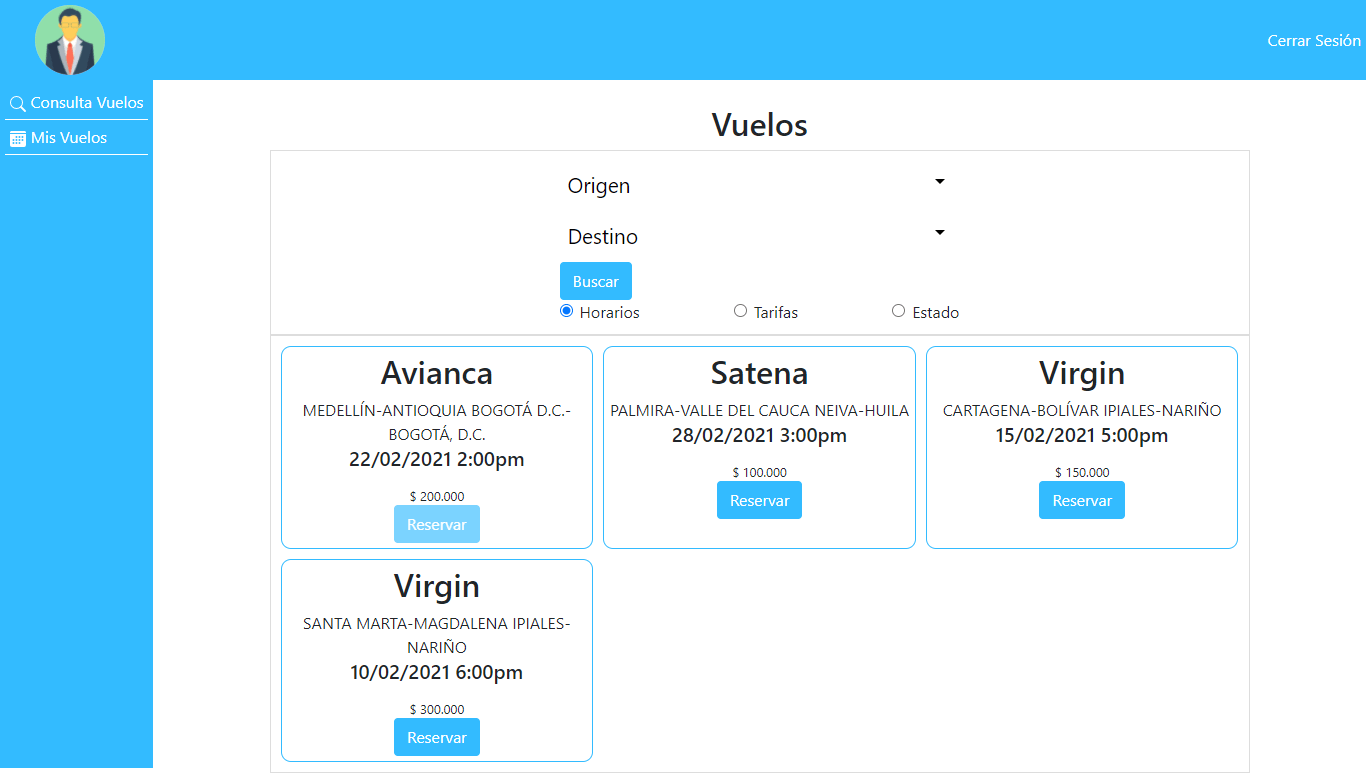 Cerrar Sesión
Consulta Vuelos
Mis Vuelos
Vuelos
Origen
Destino
Buscar
Horarios
Tarifas
Estado
Avianca
MEDELLÍN-ANTIOQUIA BOGOTÁ D.C.-
BOGOTÁ, D.C.
22/02/2021 2:00pm
$ 200.000
Reservar
Satena
PALMIRA-VALLE DEL CAUCA NEIVA-HUILA
28/02/2021 3:00pm
$ 100.000
Reservar
Virgin
CARTAGENA-BOLÍVAR IPIALES-NARIÑO
15/02/2021 5:00pm
$ 150.000
Reservar
Virgin
SANTA MARTA-MAGDALENA IPIALES-
NARIÑO
10/02/2021 6:00pm
$ 300.000
Reservar